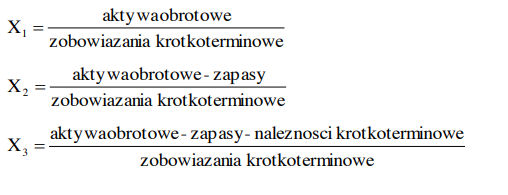 X₁ = aktywaobrotowe / zobowiazania krotkoterminowe
X₂ = aktywaobrotowe - zapasy / zobowiazania krotkoterminowe
X₃ = aktywaobrotowe - zapasy - naleznosci krotkoterminowe / zobowiazania krotkoterminowe